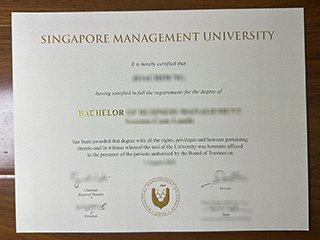 SINGAPORE MANAGEMENT UNIVERSITY
It is hereby certified that
having satisfied in full the requirements for the degree of
BACHELOR
has been awarded that degree with all the rights, privileges and honours pertaining
thereto and in witness whereof the seal of the University was hereunto affixed
in the presence of the persons authorised by the Board of Trustees on
Chairman
Board of Trustees
Provost
President
Dean